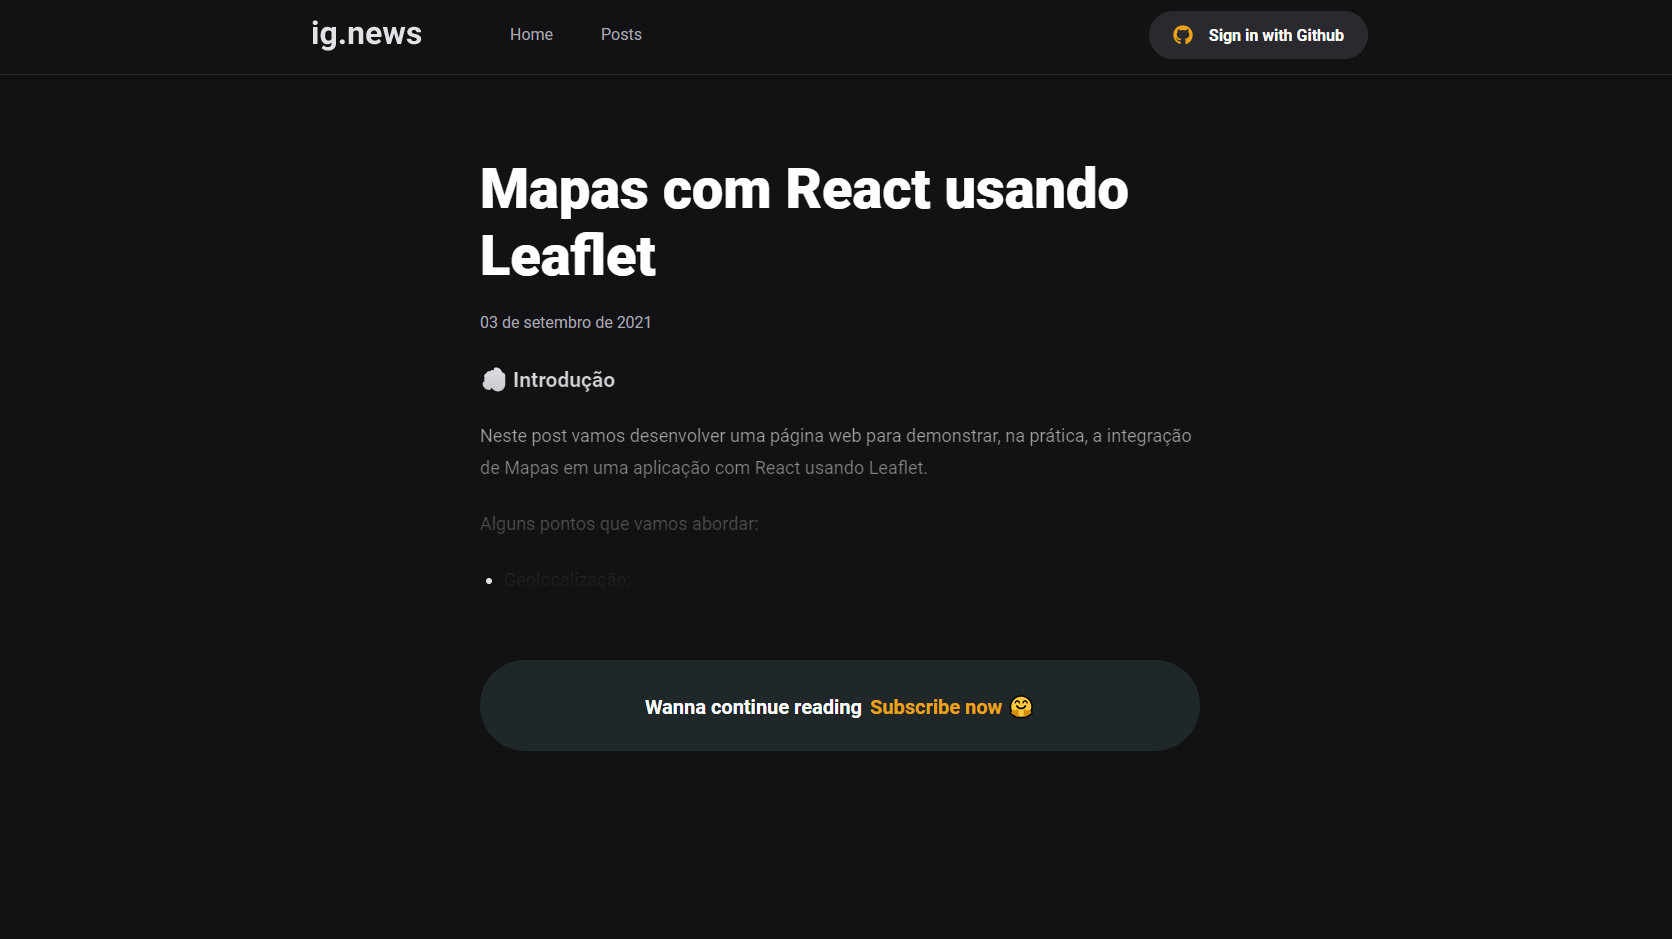 ig.news
Home
Posts
Sign in with Github
Mapas com React usando
Leaflet
03 de setembro de 2021
💭 Introdução
Neste post vamos desenvolver uma página web para demonstrar, na prática, a integração
de Mapas em uma aplicação com React usando Leaflet.
Alguns pontos que vamos abordar:
• Geolocalização;
Wanna continue reading Subscribe now 🤗